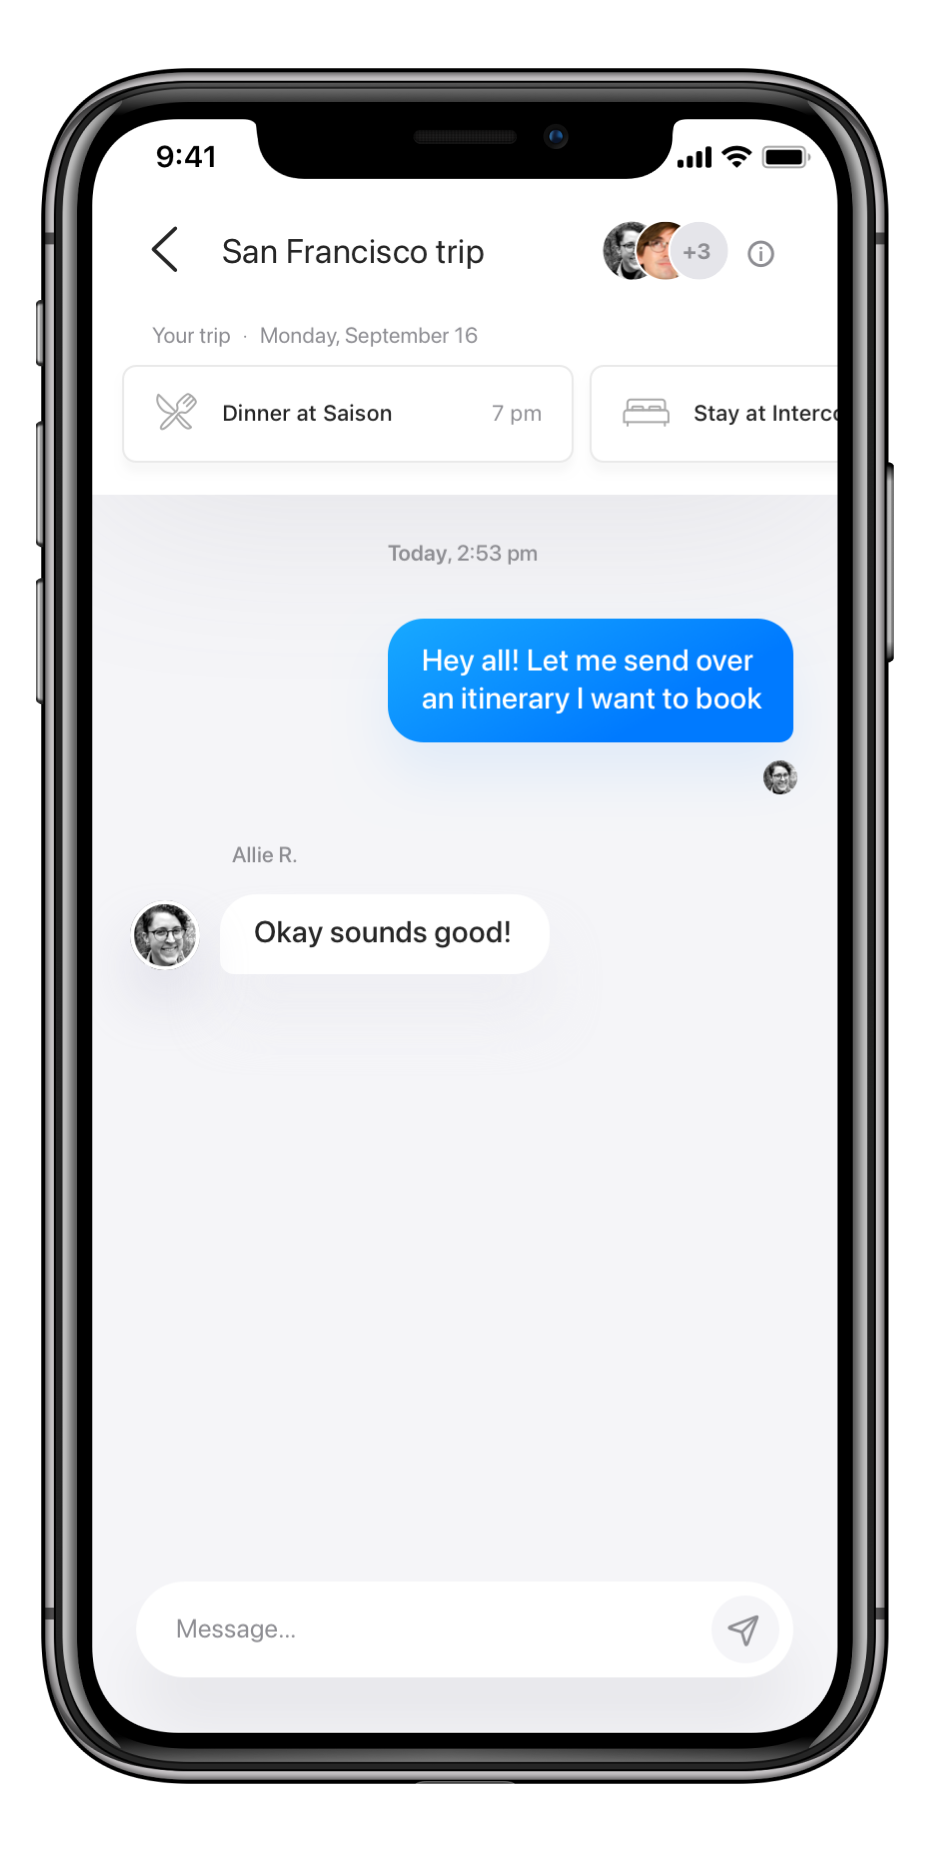 9:41
San Francisco trip
+3
Your trip · Monday, September 16
Dinner at Saison 7 pm
Stay at
Today, 2:53 pm
Hey all! Let me send over
an itinerary I want to book
Allie R.
Okay sounds good!
Message...